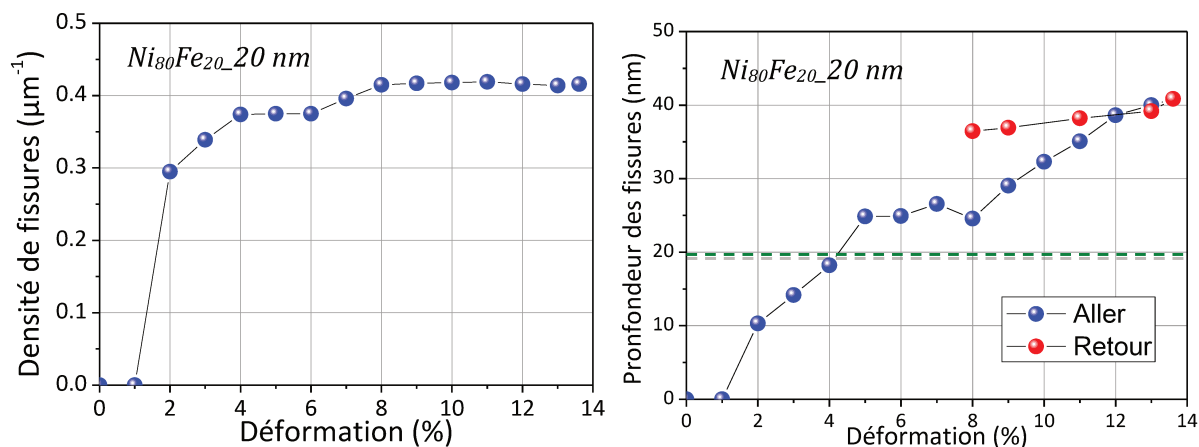 Ni80Fe20_20 nm
Densité de fissures (µm⁻¹)
0.5
0.4
0.3
0.2
0.1
0.0
0 2 4 6 8 10 12 14
Déformation (%)
Ni80Fe20_20 nm
Pronfondeur des fissures (nm)
50
40
30
20
10
0
Aller
Retour
0 2 4 6 8 10 12 14
Déformation (%)